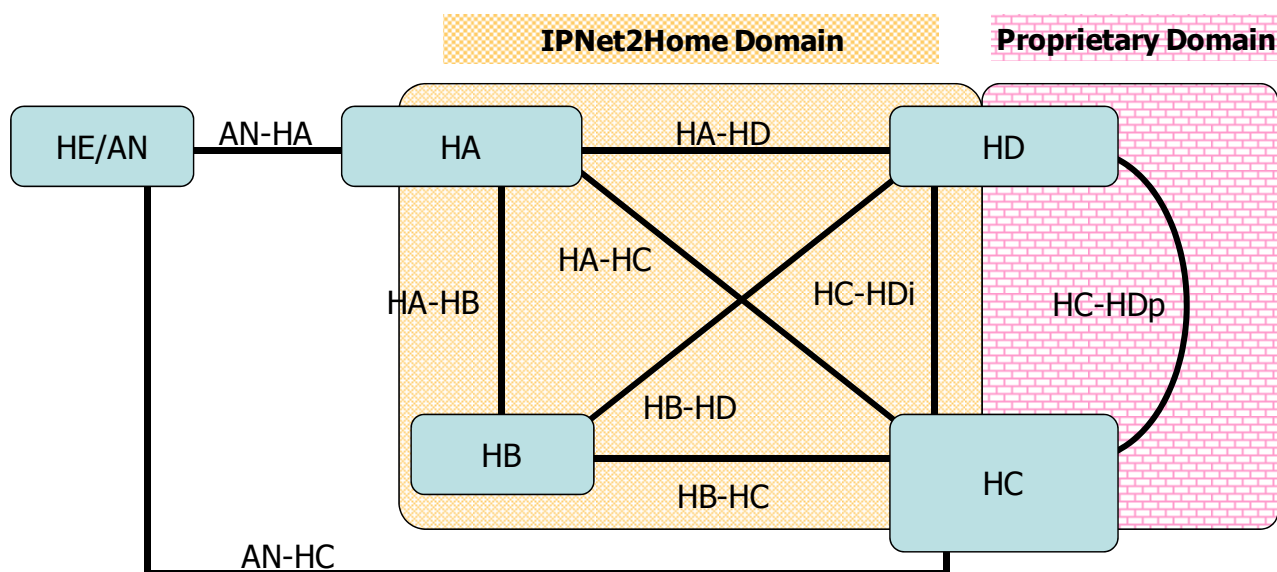 IPNet2Home Domain
Proprietary Domain
HE/AN
AN-HA
HA
HA-HD
HD
HA-HC
HA-HB
HC-HDi
HC-HDp
HB-HD
HB
HC
HB-HC
AN-HC